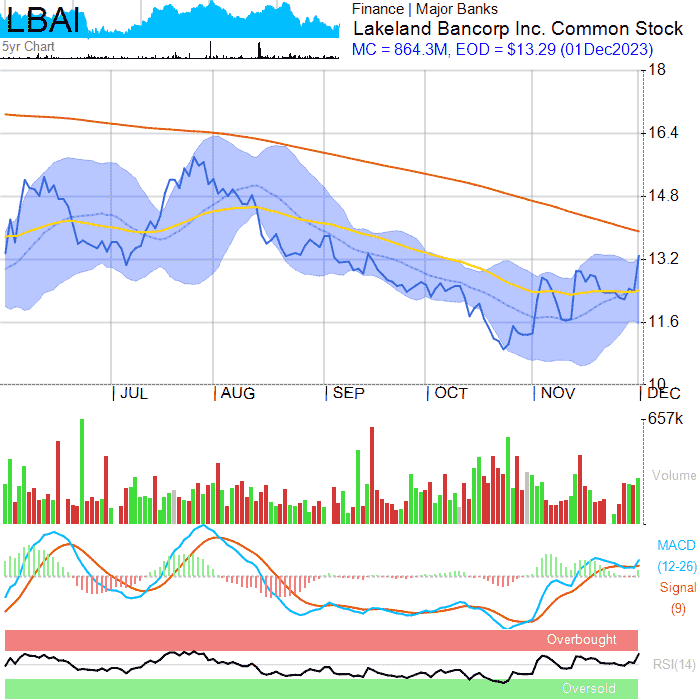 LBAI
5yr Chart
Finance | Major Banks
Lakeland Bancorp Inc. Common Stock
MC = 864.3M, EOD = $13.29 (01Dec2023)
18
16.4
14.8
13.2
11.6
10
JUL AUG SEP OCT NOV DEC
657k
Volume
MACD
(12-26)
Signal
(9)
Overbought
RSI(14)
Oversold